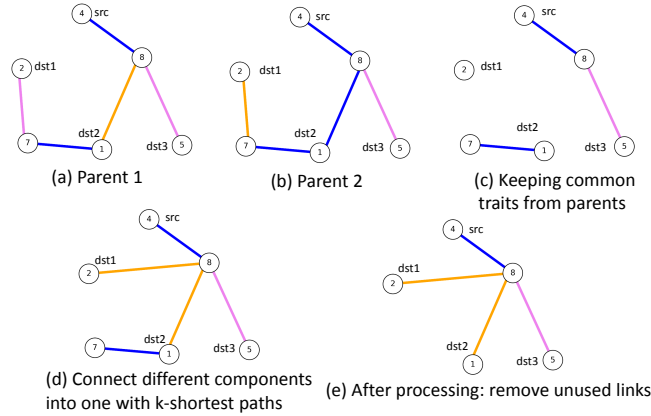 4 src
8
2 dst1
7
dst2 1
dst3 5
(a) Parent 1
4 src
8
2 dst1
7
dst2 1
dst3 5
(b) Parent 2
4 src
8
2 dst1
7
dst2 1
dst3 5
(c) Keeping common
traits from parents
4 src
8
2 dst1
7
dst2 1
dst3 5
(d) Connect different components
into one with k-shortest paths
4 src
8
dst1 2
dst2 1
dst3 5
(e) After processing: remove unused links